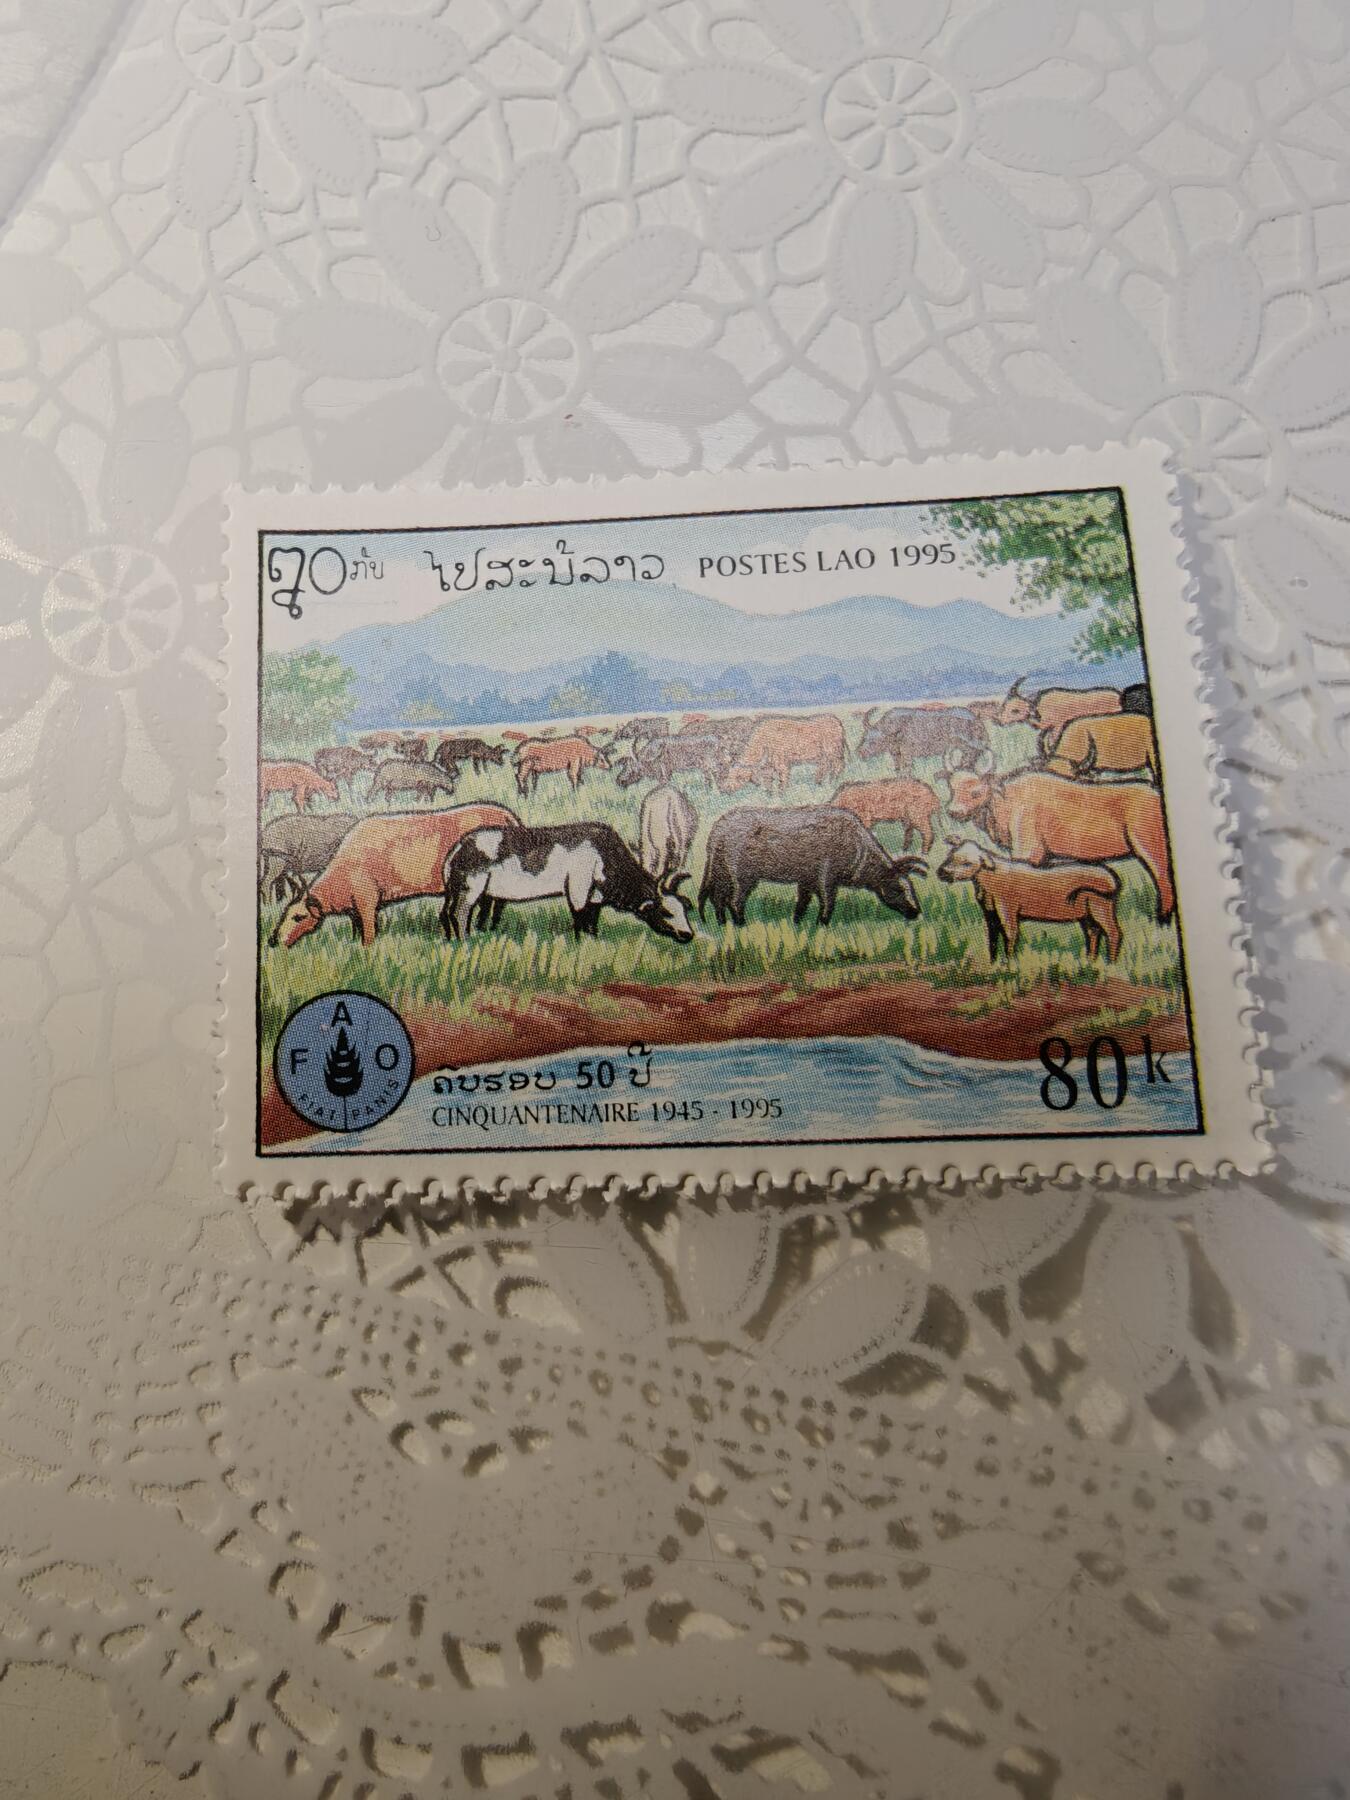 ໘໐ກີບ ໄປສະນີລາວ POSTES LAO 1995
F A O
FIAT PANIS
ຄົບຮອບ 50 ປີ
CINQUANTENAIRE 1945 - 1995
80 k